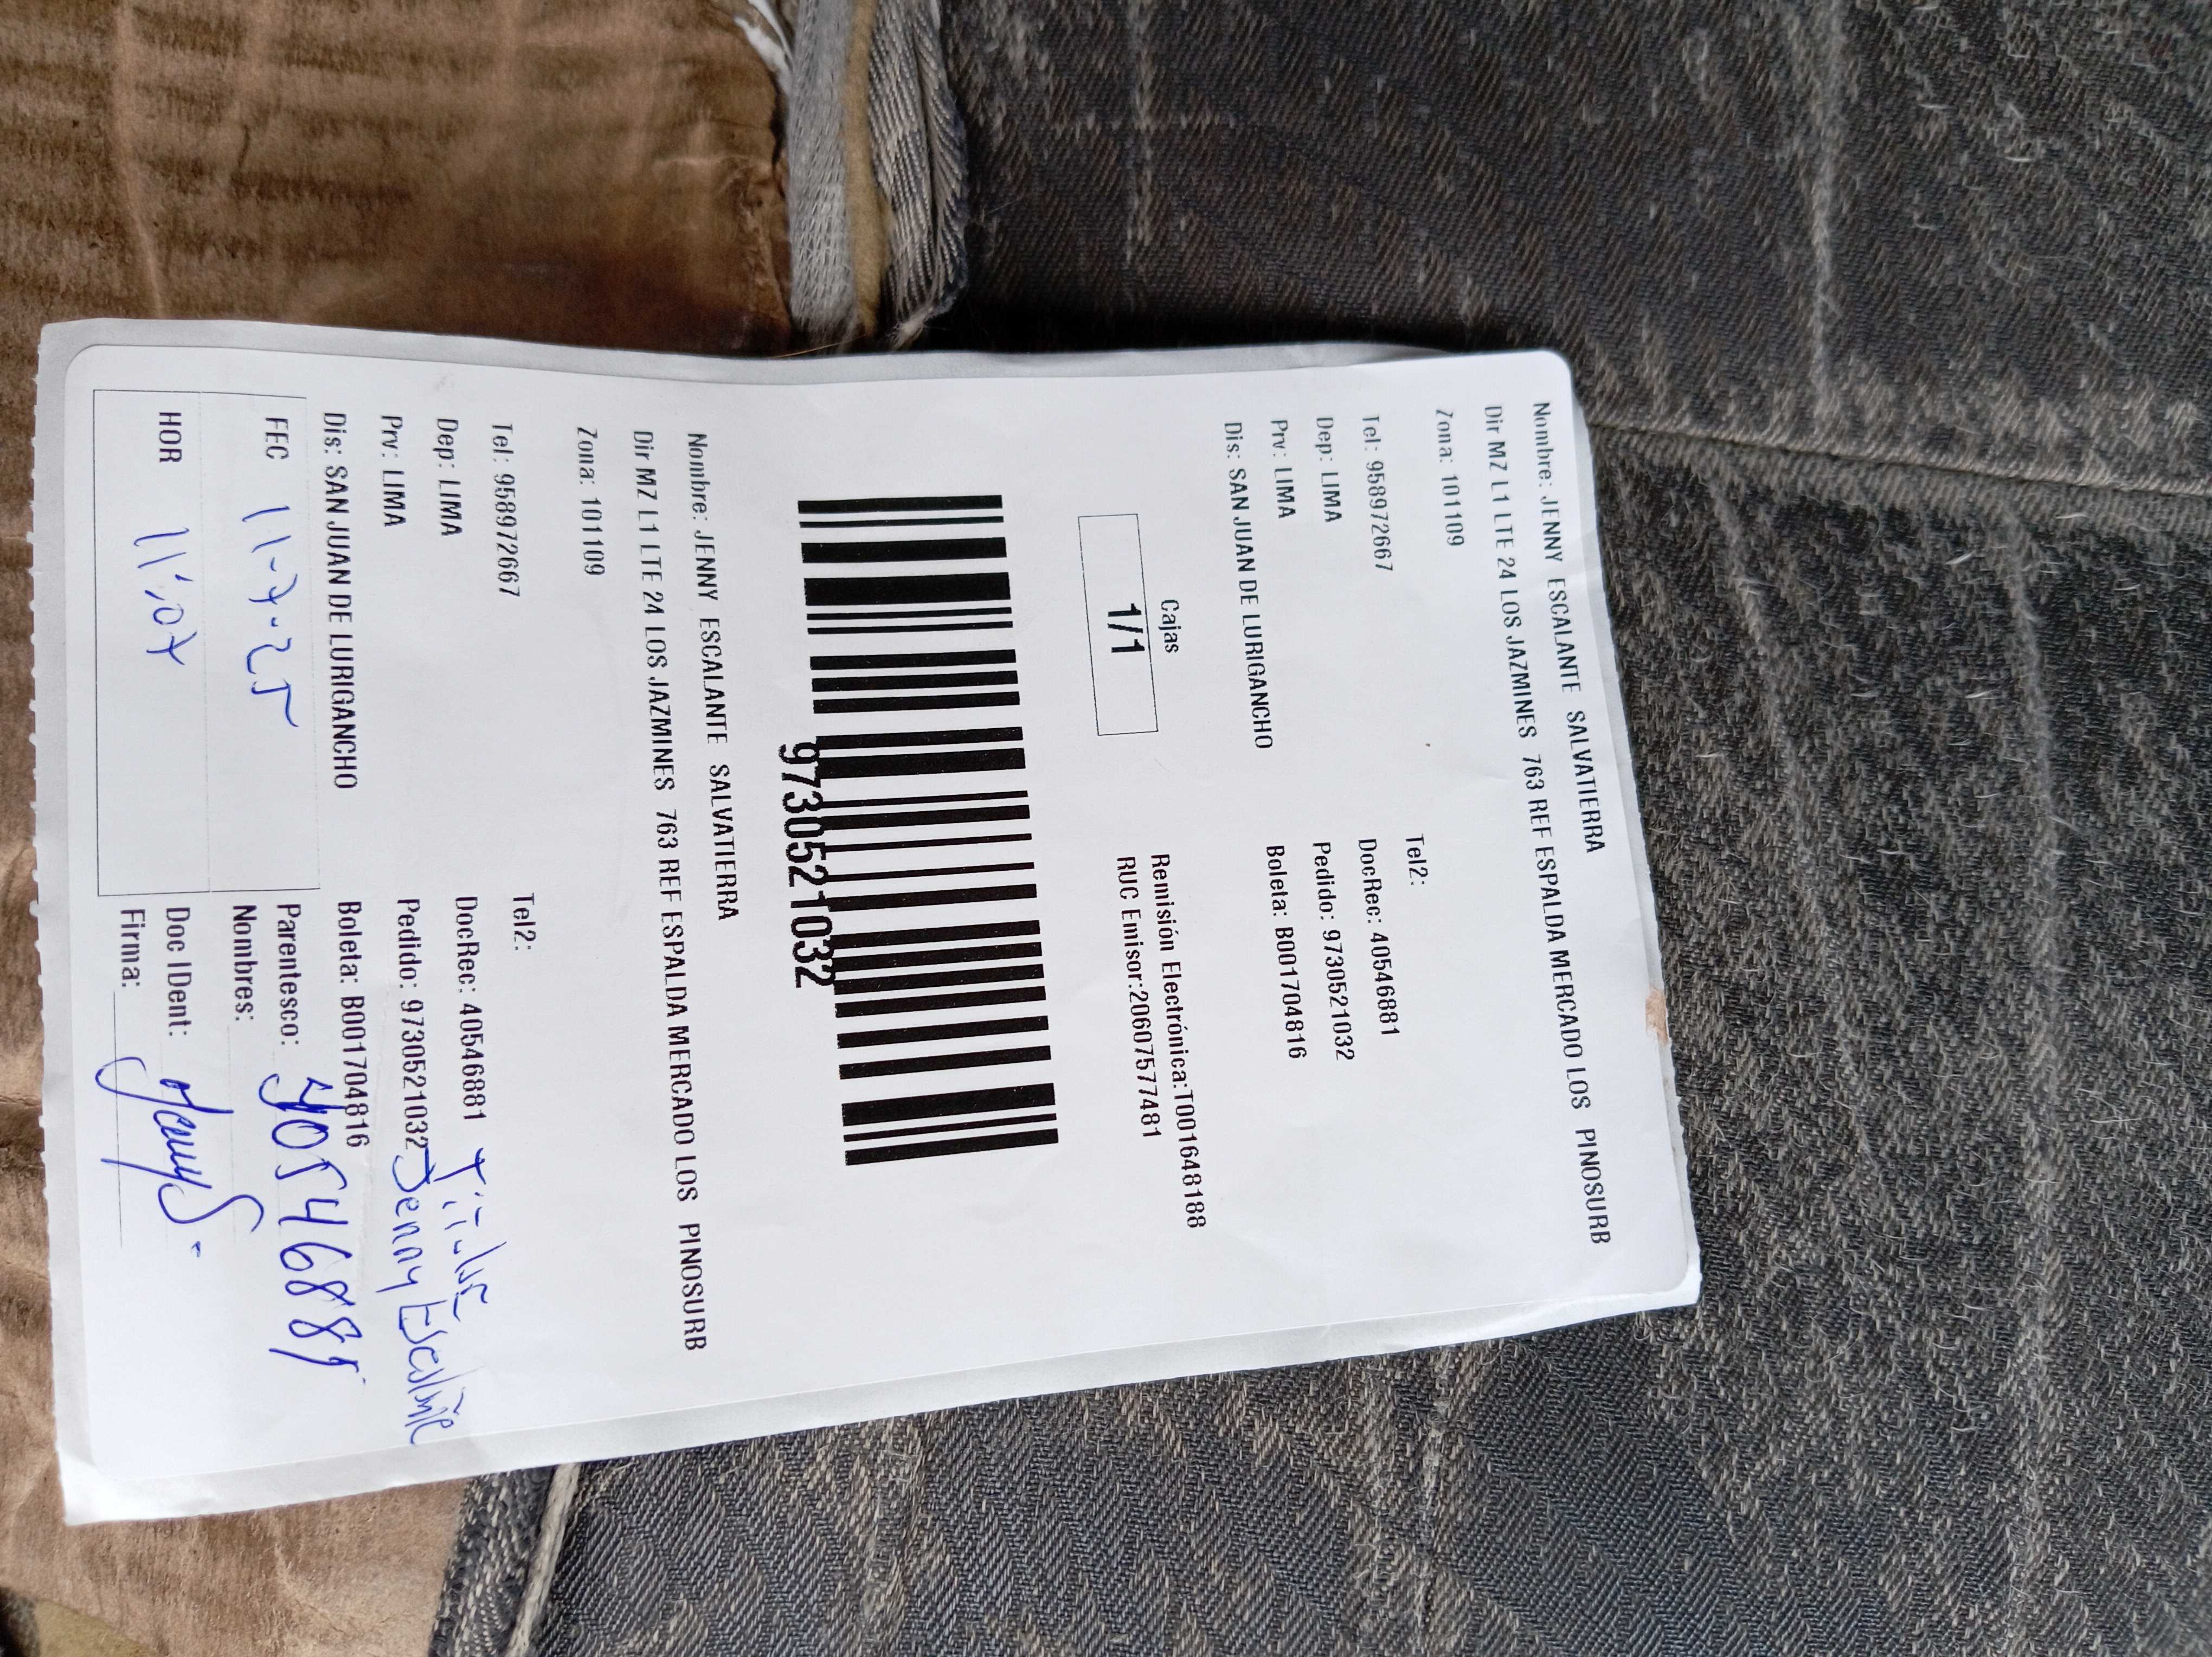 Nombre: JENNY ESCALANTE SALVATIERRA
Dir MZ L1 LTE 24 LOS JAZMINES 763 REF ESPALDA MERCADO LOS PINOSURB
Zona: 101109
Tel: 958972667 Tel2:
Dep: LIMA DocRec: 40546881
Prv: LIMA Pedido: 9730521032
Dis: SAN JUAN DE LURIGANCHO Boleta: B001704816
Cajas Remisión Electrónica:T001648188
1/1 RUC Emisor:20607577481
9730521032
Nombre: JENNY ESCALANTE SALVATIERRA
Dir MZ L1 LTE 24 LOS JAZMINES 763 REF ESPALDA MERCADO LOS PINOSURB
Zona: 101109
Tel: 958972667 Tel2:
Dep: LIMA DocRec: 40546881 Titular
Prv: LIMA Pedido: 9730521032 Jenny Escalante
Dis: SAN JUAN DE LURIGANCHO Boleta: B001704816
FEC 11-7-25 Parentesco: 40546881
Nombres:
HOR 11:07 Doc IDent:
Firma: